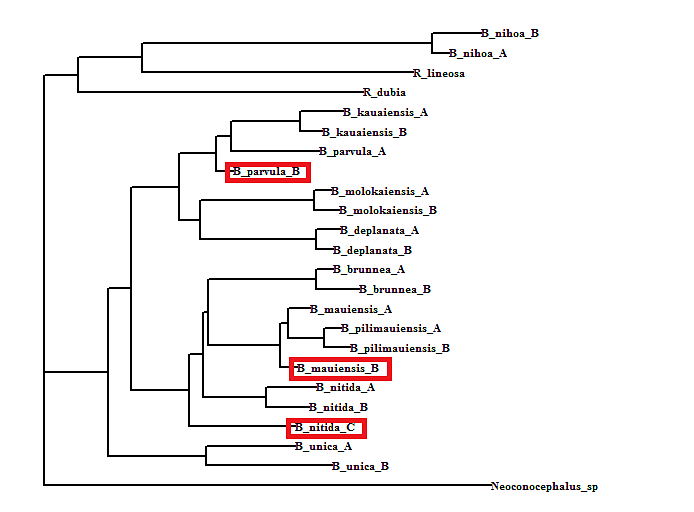 B_nihoa_B
B_nihoa_A
R_lineosa
R_dubia
B_kauaiensis_A
B_kauaiensis_B
B_parvula_A
B_parvula_B
B_molokaiensis_A
B_molokaiensis_B
B_deplanata_A
B_deplanata_B
B_brunnea_A
B_brunnea_B
B_mauiensis_A
B_pilimauiensis_A
B_pilimauiensis_B
B_mauiensis_B
B_nitida_A
B_nitida_B
B_nitida_C
B_unica_A
B_unica_B
Neoconocephalus_sp